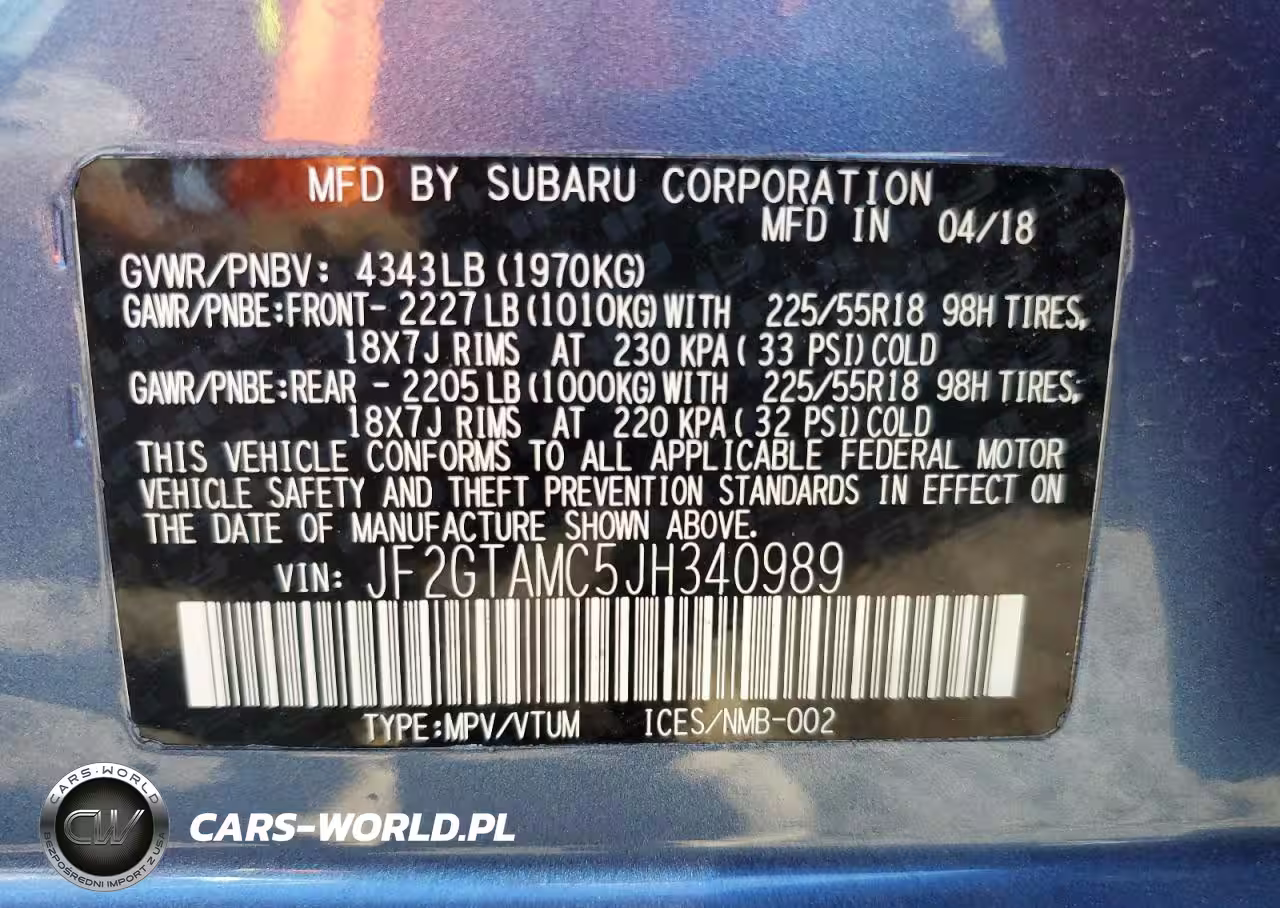 MFD BY SUBARU CORPORATION
MFD IN 04/18
GVWR/PNBV: 4343LB(1970KG)
GAWR/PNBE:FRONT- 2227LB(1010KG)WITH 225/55R18 98H TIRES,
18X7J RIMS AT 230 KPA( 33 PSI)COLD
GAWR/PNBE:REAR - 2205LB(1000KG)WITH 225/55R18 98H TIRES,
18X7J RIMS AT 220 KPA( 32 PSI)COLD
THIS VEHICLE CONFORMS TO ALL APPLICABLE FEDERAL MOTOR
VEHICLE SAFETY AND THEFT PREVENTION STANDARDS IN EFFECT ON
THE DATE OF MANUFACTURE SHOWN ABOVE.
VIN: JF2GTAMC5JH340989
TYPE:MPV/VTUM ICES/NMB-002
CARS-WORLD
CW
BEZPOŚREDNI IMPORT Z USA
CARS-WORLD.PL